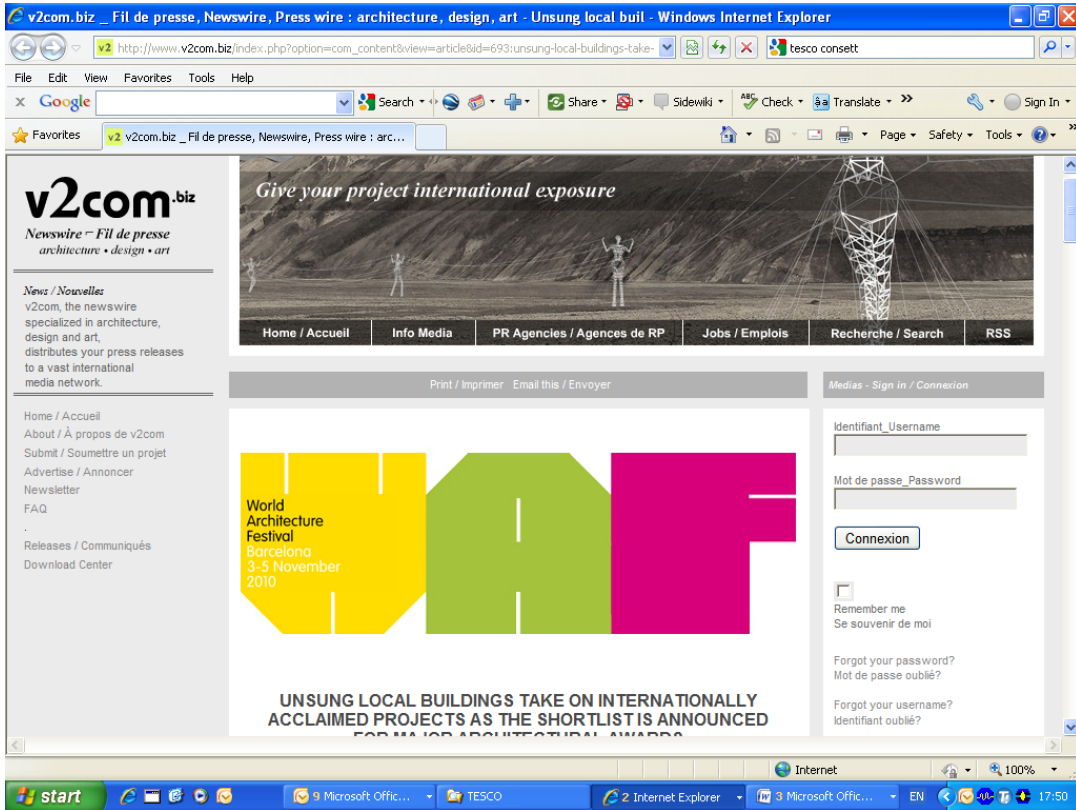 v2com.biz _ Fil de presse, Newswire, Press wire : architecture, design, art - Unsung local buil - Windows Internet Explorer
v2 http://www.v2com.biz/index.php?option=com_content&view=article&id=693:unsung-local-buildings-take-
tesco consett
File Edit View Favorites Tools Help
x Google Search Share Sidewiki Check Translate » Sign In
Favorites v2 v2com.biz _ Fil de presse, Newswire, Press wire : arc... Page Safety Tools »
v2com.biz
Newswire – Fil de presse
architecture • design • art
News / Nouvelles
v2com, the newswire
specialized in architecture,
design and art,
distributes your press releases
to a vast international
media network.
Home / Accueil
About / À propos de v2com
Submit / Soumettre un projet
Advertise / Annoncer
Newsletter
FAQ
.
Releases / Communiqués
Download Center
Give your project international exposure
Home / Accueil Info Media PR Agencies / Agences de RP Jobs / Emplois Recherche / Search RSS
Print / Imprimer Email this / Envoyer
WAF
World
Architecture
Festival
Barcelona
3-5 November
2010
UNSUNG LOCAL BUILDINGS TAKE ON INTERNATIONALLY
ACCLAIMED PROJECTS AS THE SHORTLIST IS ANNOUNCED
FOR MAJOR ARCHITECTURAL AWARDS
Medias - Sign in / Connexion
Identifiant_Username
Mot de passe_Password
Connexion
Remember me
Se souvenir de moi
Forgot your password?
Mot de passe oublié?
Forgot your username?
Identifiant oublié?
Internet 100%
start 9 Microsoft Offic... TESCO 2 Internet Explorer 3 Microsoft Offic... EN 17:50